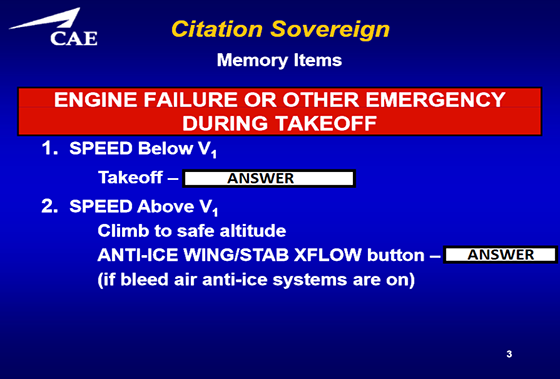 CAE
Citation Sovereign
Memory Items
ENGINE FAILURE OR OTHER EMERGENCY
DURING TAKEOFF
1. SPEED Below V1
Takeoff – ANSWER
2. SPEED Above V1
Climb to safe altitude
ANTI-ICE WING/STAB XFLOW button – ANSWER
(if bleed air anti-ice systems are on)
3